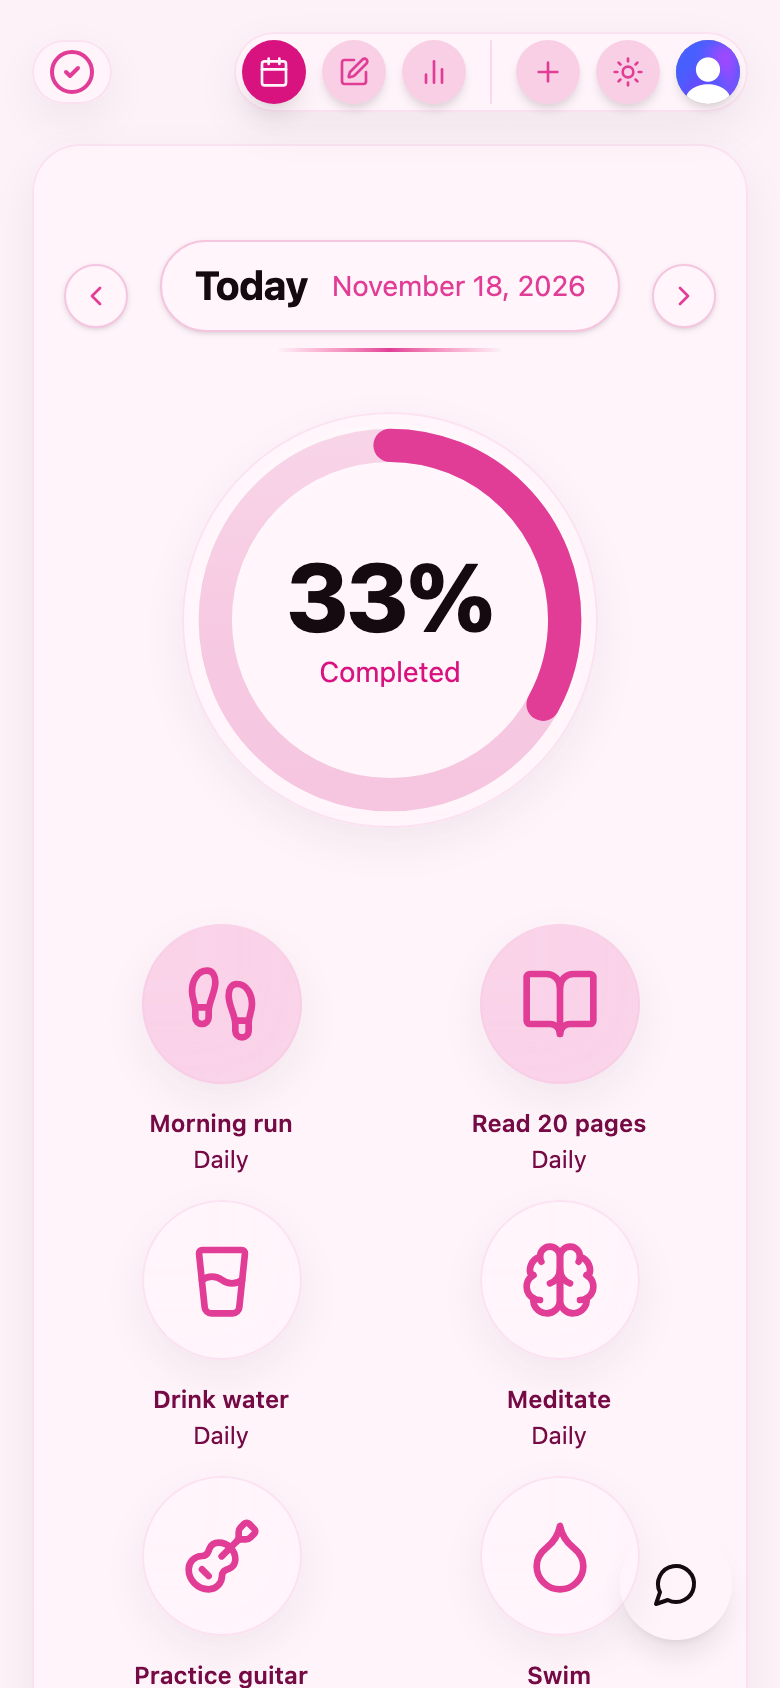 Today November 18, 2026
33%
Completed
Morning run
Daily
Read 20 pages
Daily
Drink water
Daily
Meditate
Daily
Practice guitar
Swim